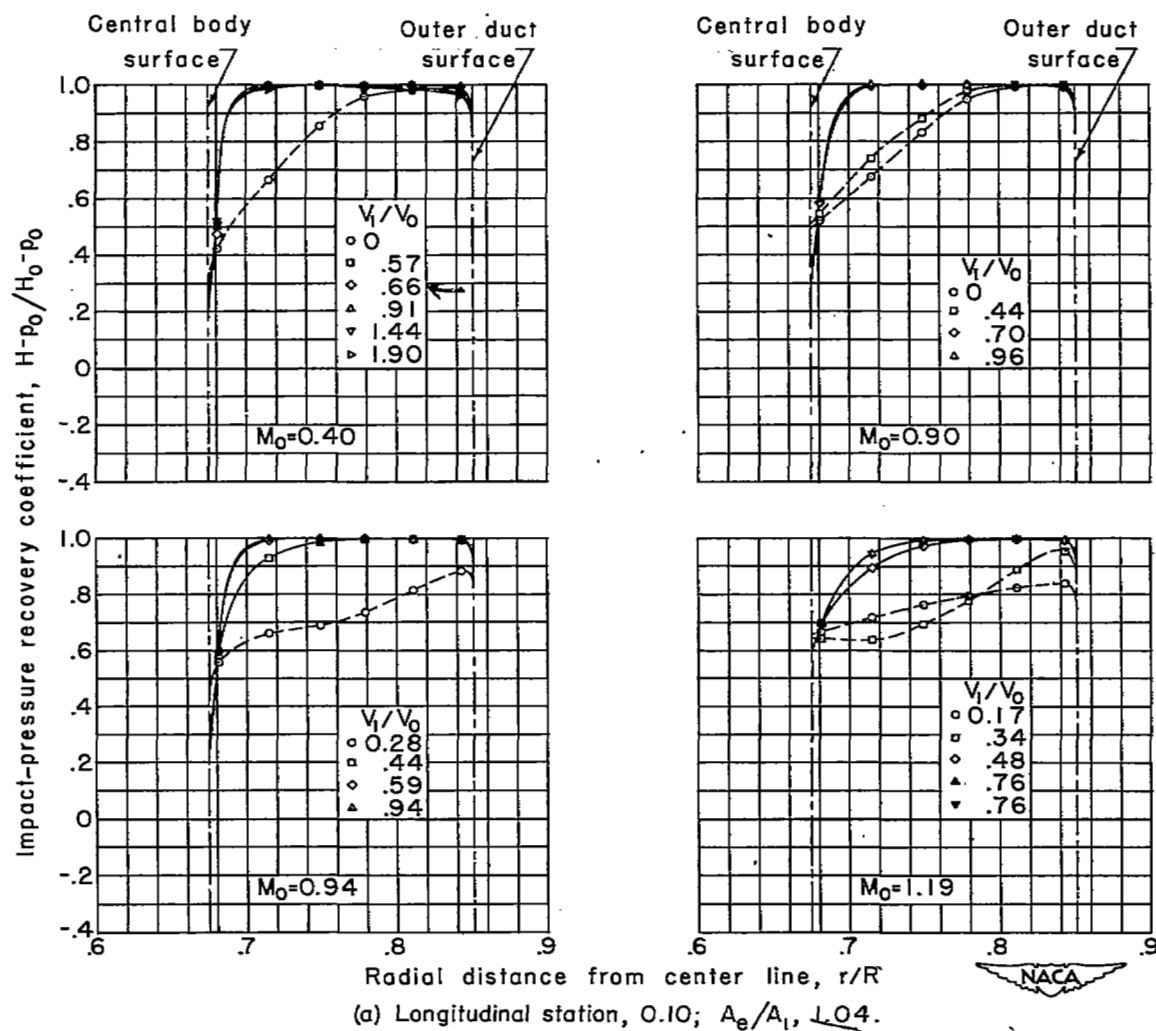 Central body surface
Outer duct surface
Central body surface
Outer duct surface
Impact-pressure recovery coefficient, H-p₀/H₀-p₀
1.0
.8
.6
.4
.2
0
-.2
-.4
V₁/V₀
0
.57
.66
.91
1.44
1.90
M₀=0.40
V₁/V₀
0
.44
.70
.96
M₀=0.90
1.0
.8
.6
.4
.2
0
-.2
-.4
V₁/V₀
0.28
.44
.59
.94
M₀=0.94
V₁/V₀
0.17
.34
.48
.76
.76
M₀=1.19
.6 .7 .8 .9
.6 .7 .8 .9
Radial distance from center line, r/R
NACA
(a) Longitudinal station, 0.10; Aₑ/A₁, 1.04.